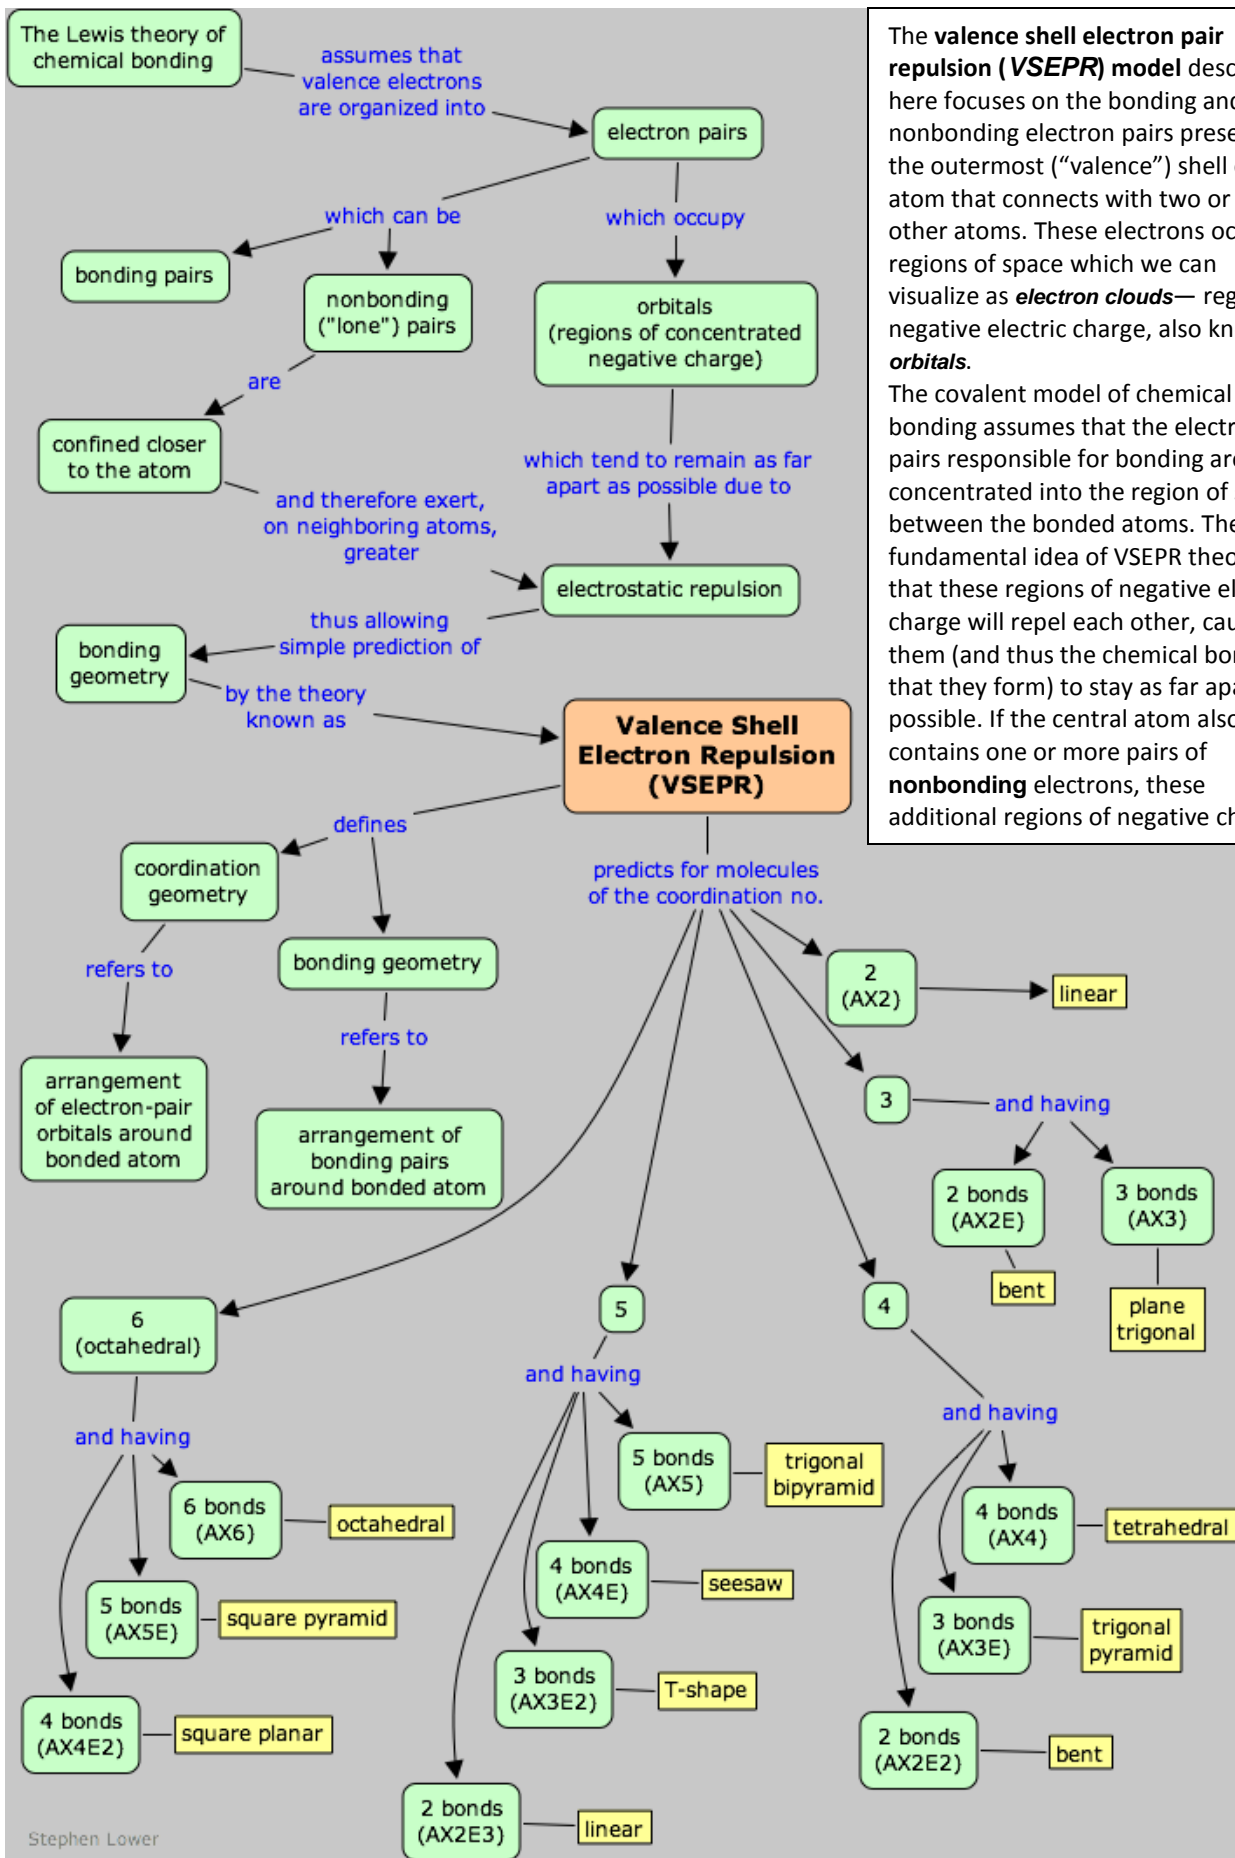 The Lewis theory of
chemical bonding
assumes that
valence electrons
are organized into
electron pairs
which can be
which occupy
bonding pairs
nonbonding
("lone") pairs
orbitals
(regions of concentrated
negative charge)
are
confined closer
to the atom
which tend to remain as far
apart as possible due to
and therefore exert,
on neighboring atoms,
greater
electrostatic repulsion
thus allowing
simple prediction of
bonding
geometry
by the theory
known as
Valence Shell
Electron Repulsion
(VSEPR)
The valence shell electron pair
repulsion (VSEPR) model desc
here focuses on the bonding and
nonbonding electron pairs prese
the outermost ("valence") shell
atom that connects with two or
other atoms. These electrons oc
regions of space which we can
visualize as electron clouds— reg
negative electric charge, also kn
orbitals.
The covalent model of chemical
bonding assumes that the electr
pairs responsible for bonding are
concentrated into the region of
between the bonded atoms. The
fundamental idea of VSEPR theo
that these regions of negative el
charge will repel each other, cau
them (and thus the chemical bo
that they form) to stay as far apa
possible. If the central atom also
contains one or more pairs of
nonbonding electrons, these
additional regions of negative ch
defines
coordination
geometry
bonding geometry
refers to
refers to
arrangement
of electron-pair
orbitals around
bonded atom
arrangement of
bonding pairs
around bonded atom
predicts for molecules
of the coordination no.
2
(AX2)
linear
3
and having
2 bonds
(AX2E)
bent
3 bonds
(AX3)
plane
trigonal
4
and having
4 bonds
(AX4)
tetrahedral
3 bonds
(AX3E)
trigonal
pyramid
2 bonds
(AX2E2)
bent
5
and having
5 bonds
(AX5)
trigonal
bipyramid
4 bonds
(AX4E)
seesaw
3 bonds
(AX3E2)
T-shape
2 bonds
(AX2E3)
linear
6
(octahedral)
and having
6 bonds
(AX6)
octahedral
5 bonds
(AX5E)
square pyramid
4 bonds
(AX4E2)
square planar
Stephen Lower